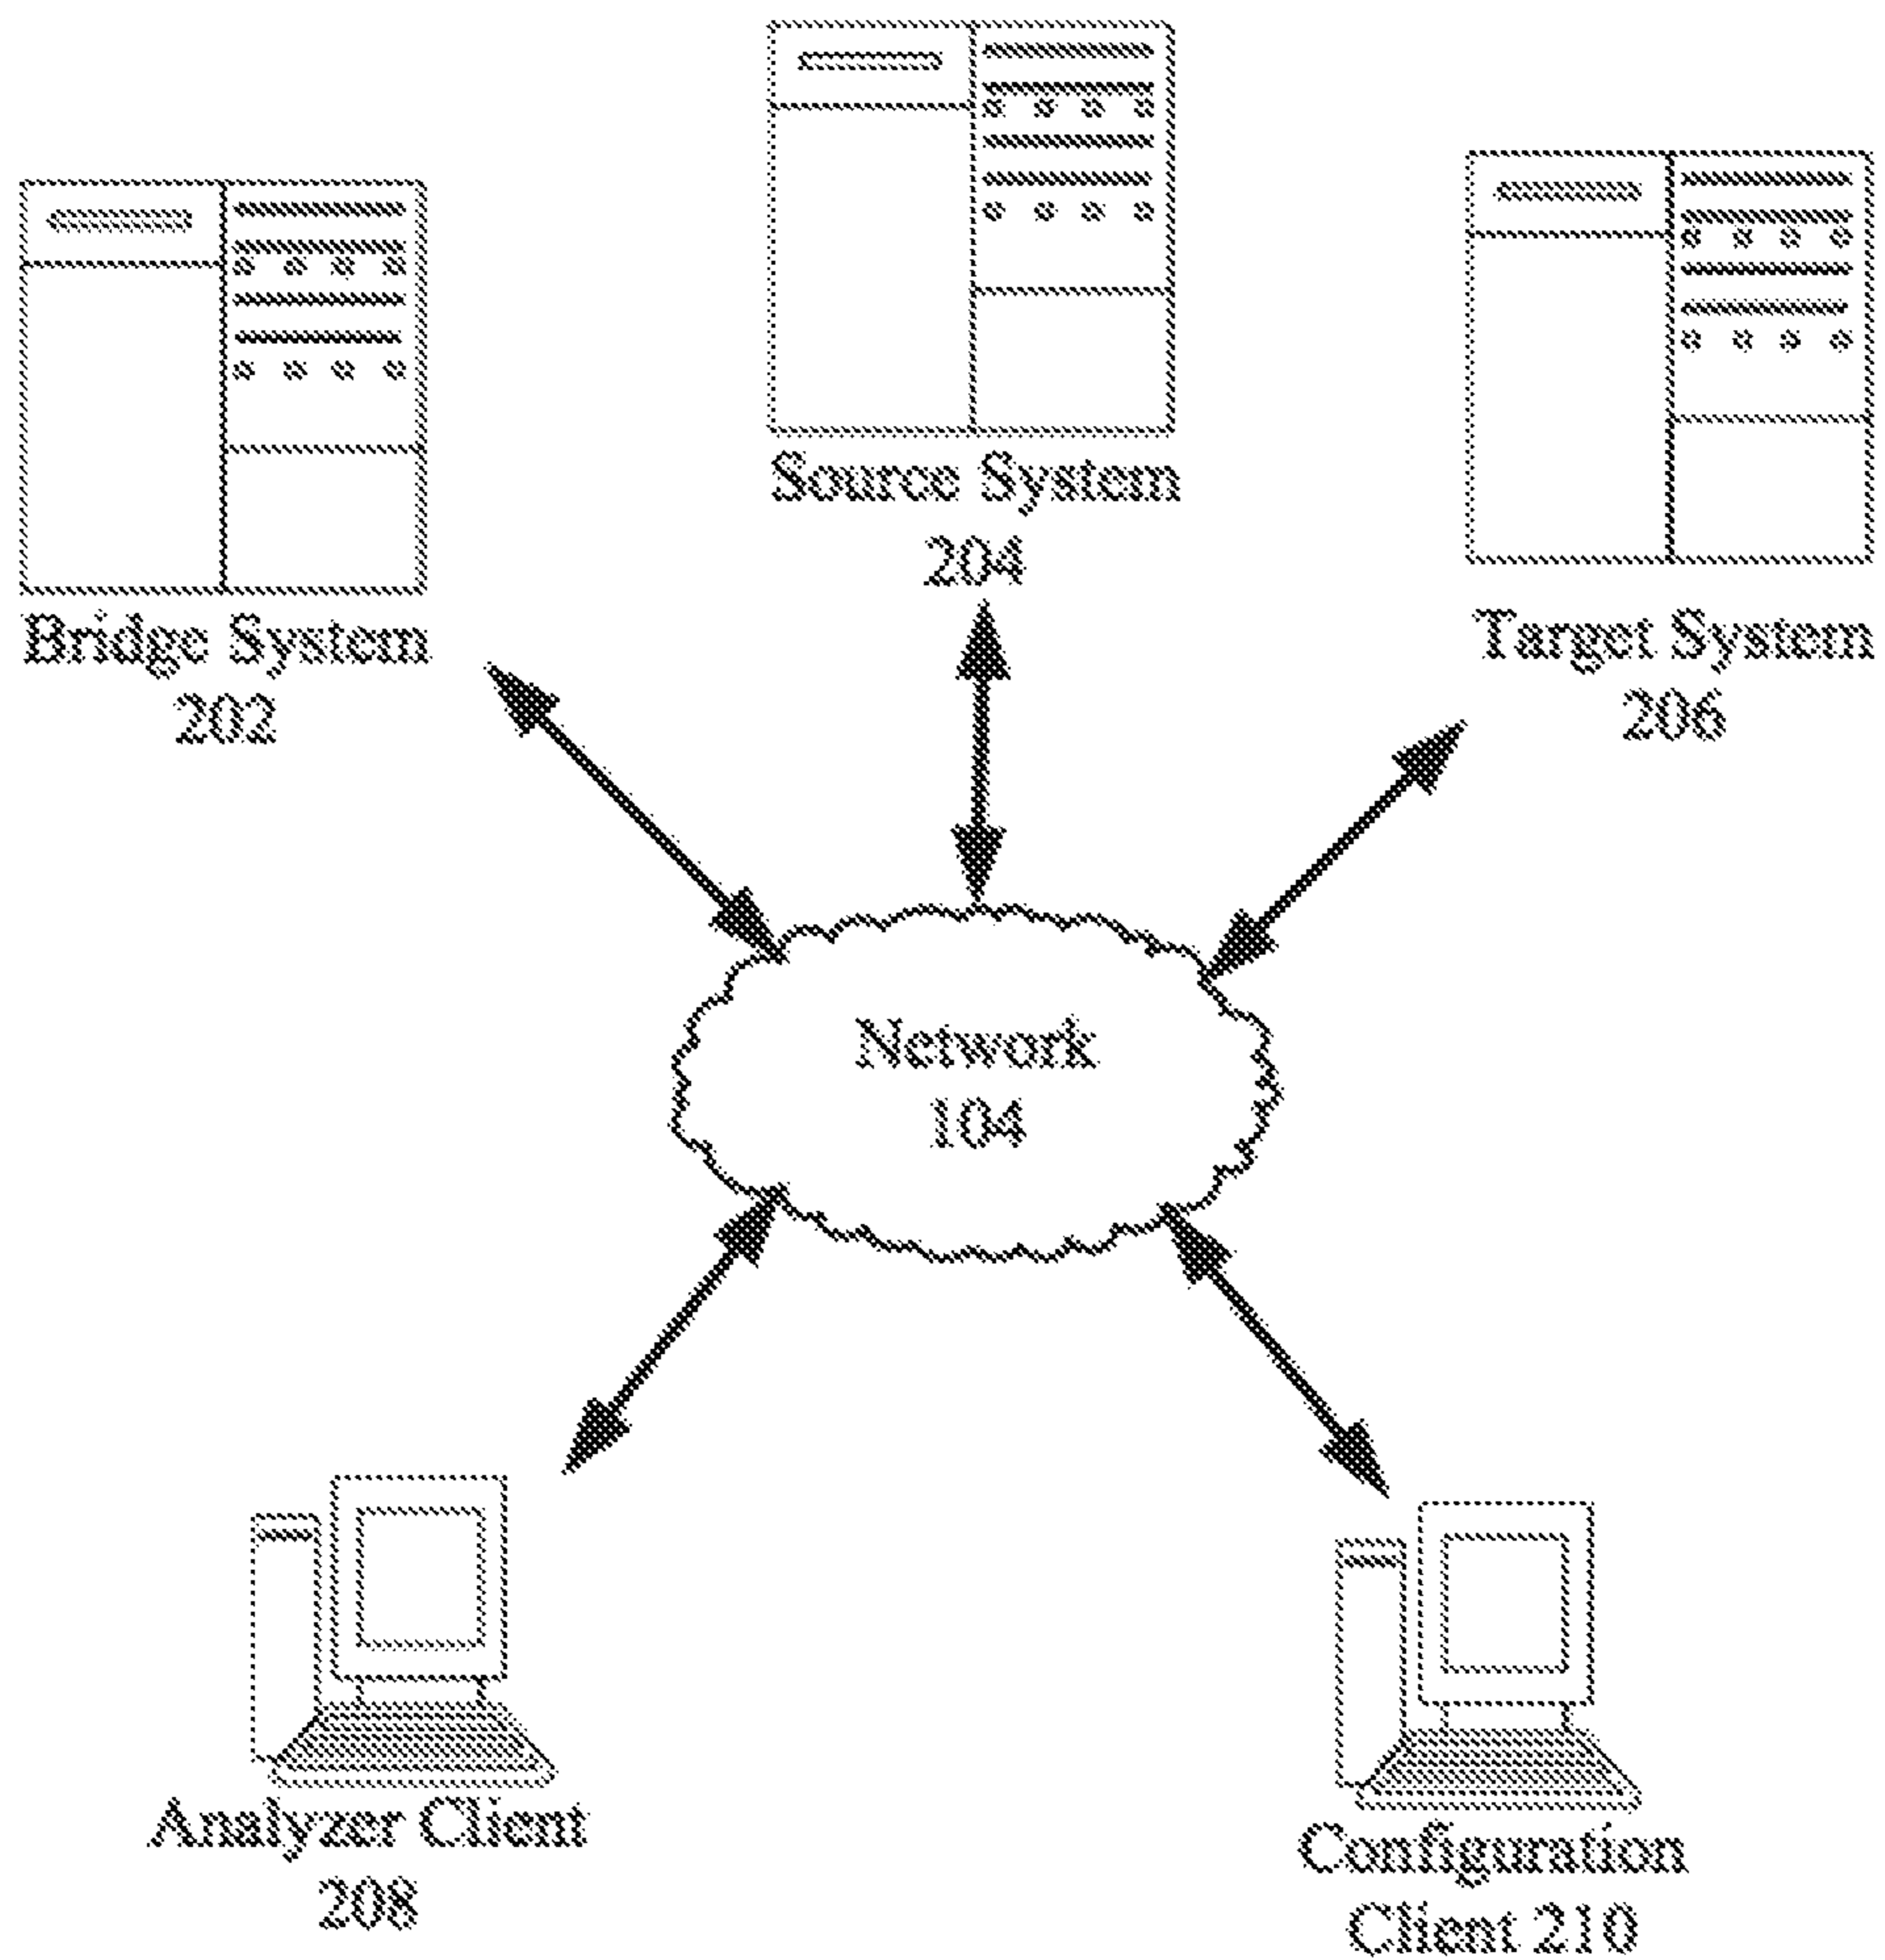 Source System
204
Bridge System
202
Target System
206
Network
104
Analyzer Client
208
Configuration
Client 210